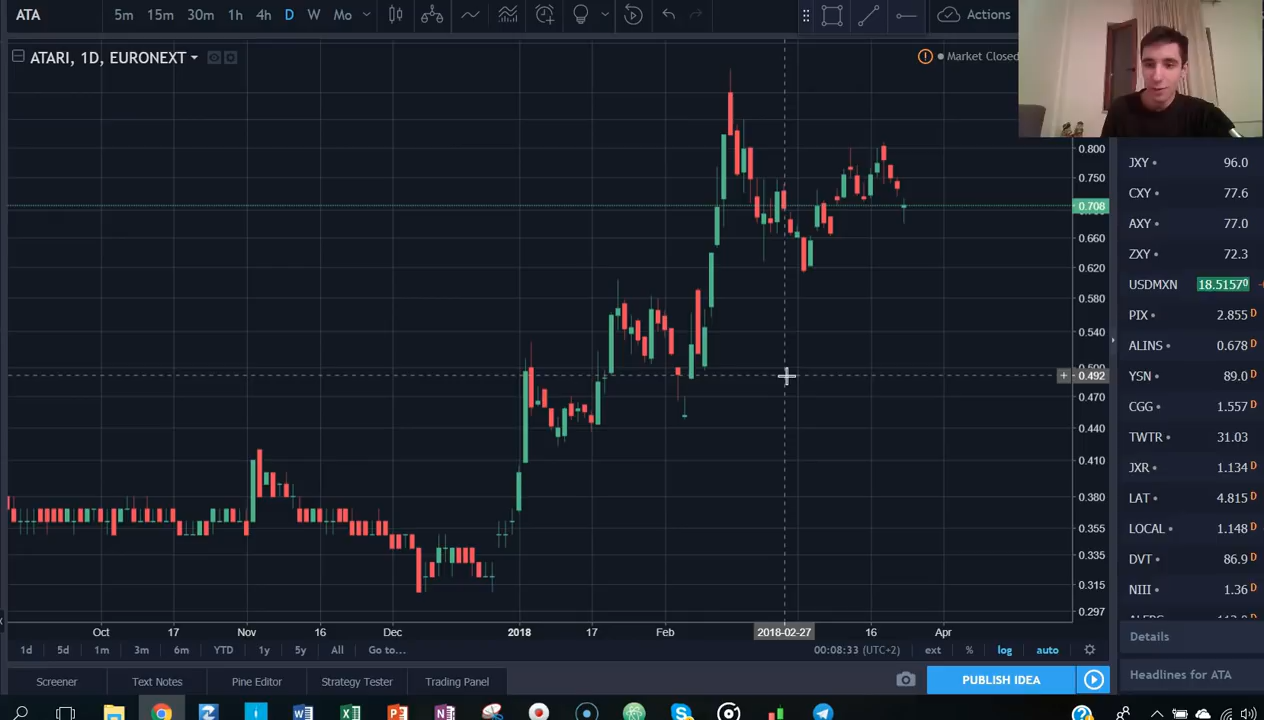 ATA 5m 15m 30m 1h 4h D W Mo Actions
ATARI, 1D, EURONEXT
Market Closed
0.800
0.750
0.708
0.660
0.620
0.580
0.540
0.500
0.492
0.470
0.440
0.410
0.380
0.355
0.335
0.315
0.297
JXY 96.0
CXY 77.6
AXY 77.0
ZXY 72.3
USDMXN 18.5157⁰
PIX 2.855 D
ALINS 0.678 D
YSN 89.0 D
CGG 1.557 D
TWTR 31.03
JXR 1.134 D
LAT 4.815 D
LOCAL 1.148 D
DVT 86.9 D
NIII 1.36 D
Oct 17 Nov 16 Dec 2018 17 Feb 2018-02-27 16 Apr
Details
1d 5d 1m 3m 6m YTD 1y 5y All Go to... 00:08:33 (UTC+2) ext % log auto
Headlines for ATA
Screener Text Notes Pine Editor Strategy Tester Trading Panel PUBLISH IDEA